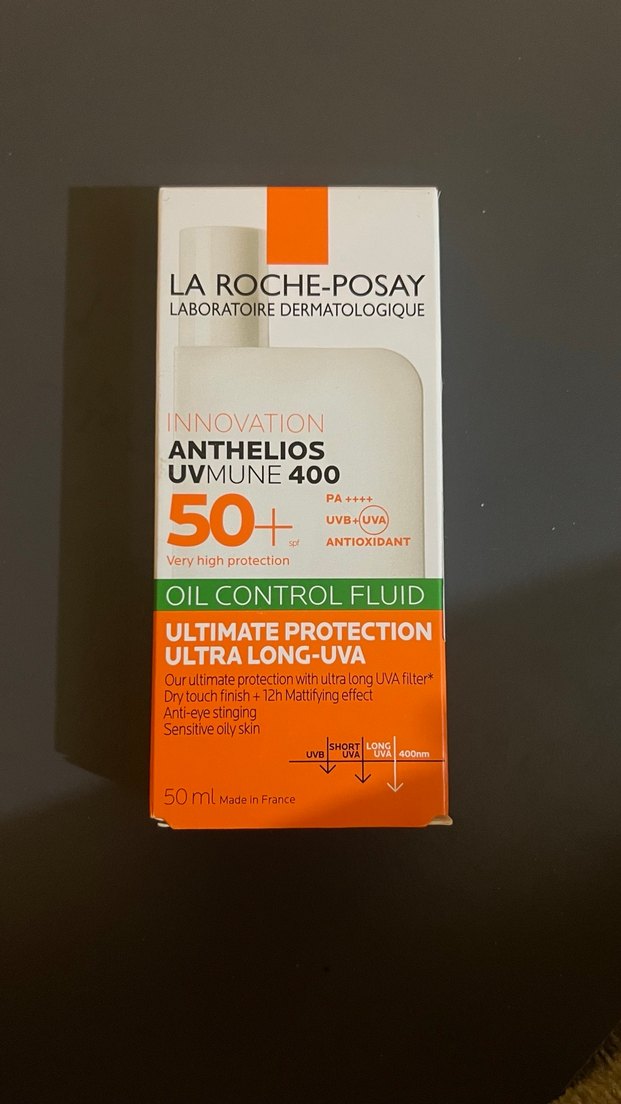 LA ROCHE-POSAY
LABORATOIRE DERMATOLOGIQUE
INNOVATION
ANTHELIOS
UVMUNE 400
50+ spf
Very high protection
PA ++++
UVB+UVA
ANTIOXIDANT
OIL CONTROL FLUID
ULTIMATE PROTECTION
ULTRA LONG-UVA
Our ultimate protection with ultra long UVA filter*
Dry touch finish + 12h Mattifying effect
Anti-eye stinging
Sensitive oily skin
UVB SHORT UVA LONG UVA 400nm
50 ml Made in France